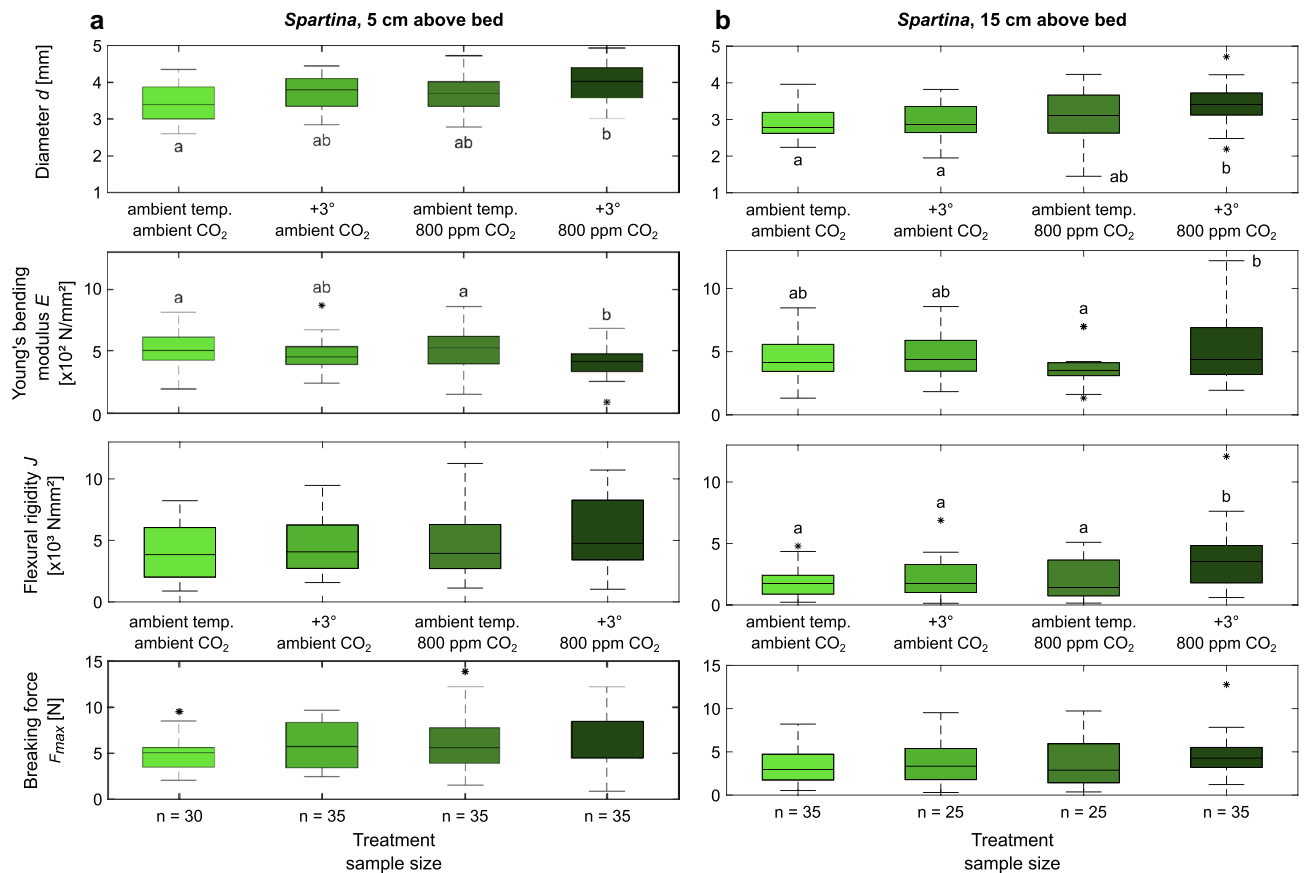 a
Spartina, 5 cm above bed
b
Spartina, 15 cm above bed
Diameter d [mm]
5
4
3
2
1
a
ab
ab
b
5
4
3
2
1
a
a
ab
b
ambient temp.
ambient CO₂
+3°
ambient CO₂
ambient temp.
800 ppm CO₂
+3°
800 ppm CO₂
ambient temp.
ambient CO₂
+3°
ambient CO₂
ambient temp.
800 ppm CO₂
+3°
800 ppm CO₂
Young's bending
modulus E
[x10² N/mm²]
10
5
0
a
ab
a
b
10
5
0
ab
ab
a
b
Flexural rigidity J
[x10³ Nmm²]
10
5
0
10
5
0
a
a
a
b
ambient temp.
ambient CO₂
+3°
ambient CO₂
ambient temp.
800 ppm CO₂
+3°
800 ppm CO₂
ambient temp.
ambient CO₂
+3°
ambient CO₂
ambient temp.
800 ppm CO₂
+3°
800 ppm CO₂
Breaking force
Fmax [N]
15
10
5
0
15
10
5
0
n = 30
n = 35
n = 35
n = 35
n = 35
n = 25
n = 25
n = 35
Treatment
sample size
Treatment
sample size